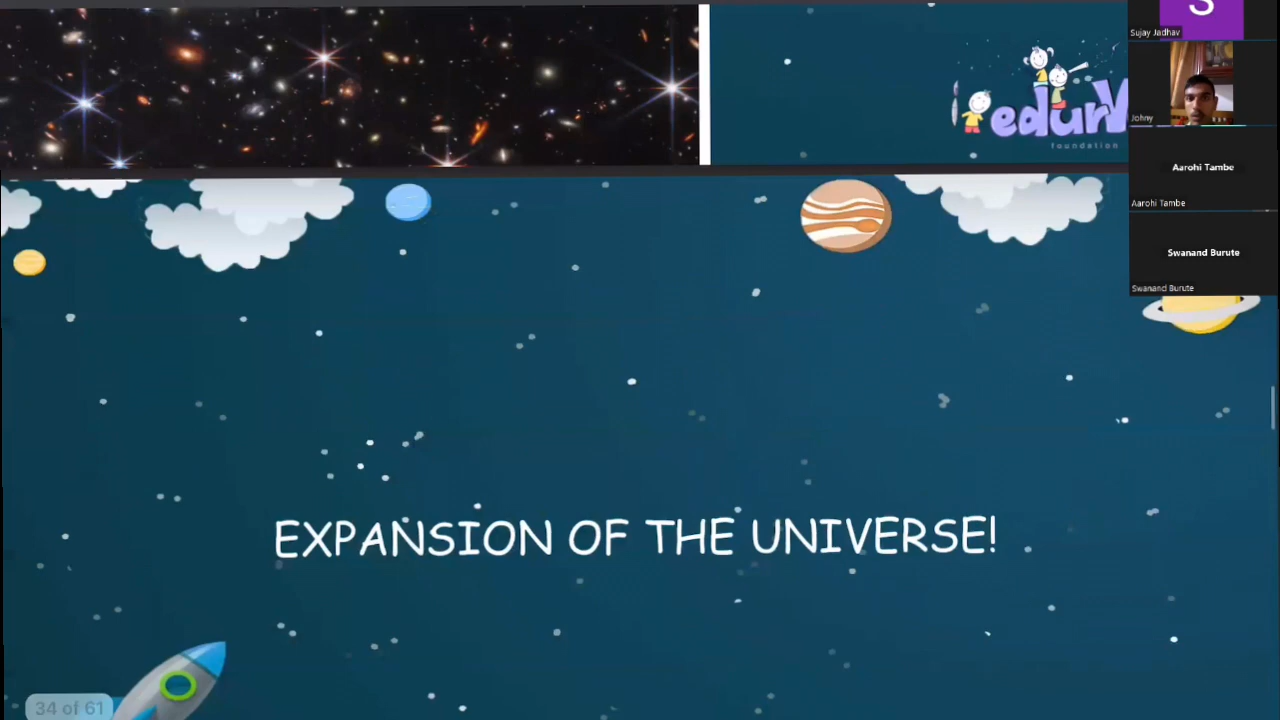 S
Sujay Jadhav
Johny
edurV
foundation
Aarohi Tambe
Aarohi Tambe
Swanand Burute
Swanand Burute
EXPANSION OF THE UNIVERSE!
34 of 61